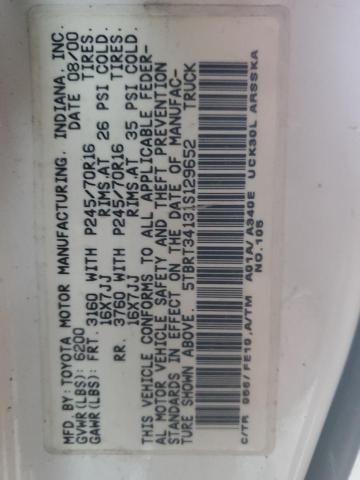 MFD.BY:TOYOTA MOTOR MANUFACTURING, INDIANA, INC.
GVWR(LBS): 6200 DATE 08/00
GAWR(LBS): FRT. 3160 WITH P245/70R16 TIRES.
16X7JJ RIMS,AT 26 PSI COLD.
RR. 3760 WITH P245/70R16 TIRES.
16X7JJ RIMS,AT 35 PSI COLD.
THIS VEHICLE CONFORMS TO ALL APPLICABLE FEDER-
AL MOTOR VEHICLE SAFETY AND THEFT PREVENTION
STANDARDS IN EFFECT ON THE DATE OF MANUFAC-
TURE SHOWN ABOVE.
5TBRT34131S129652 TRUCK
C/TR 056/FE19,A/TM A01A/A340E UCK30L ARSSKA
NO.105